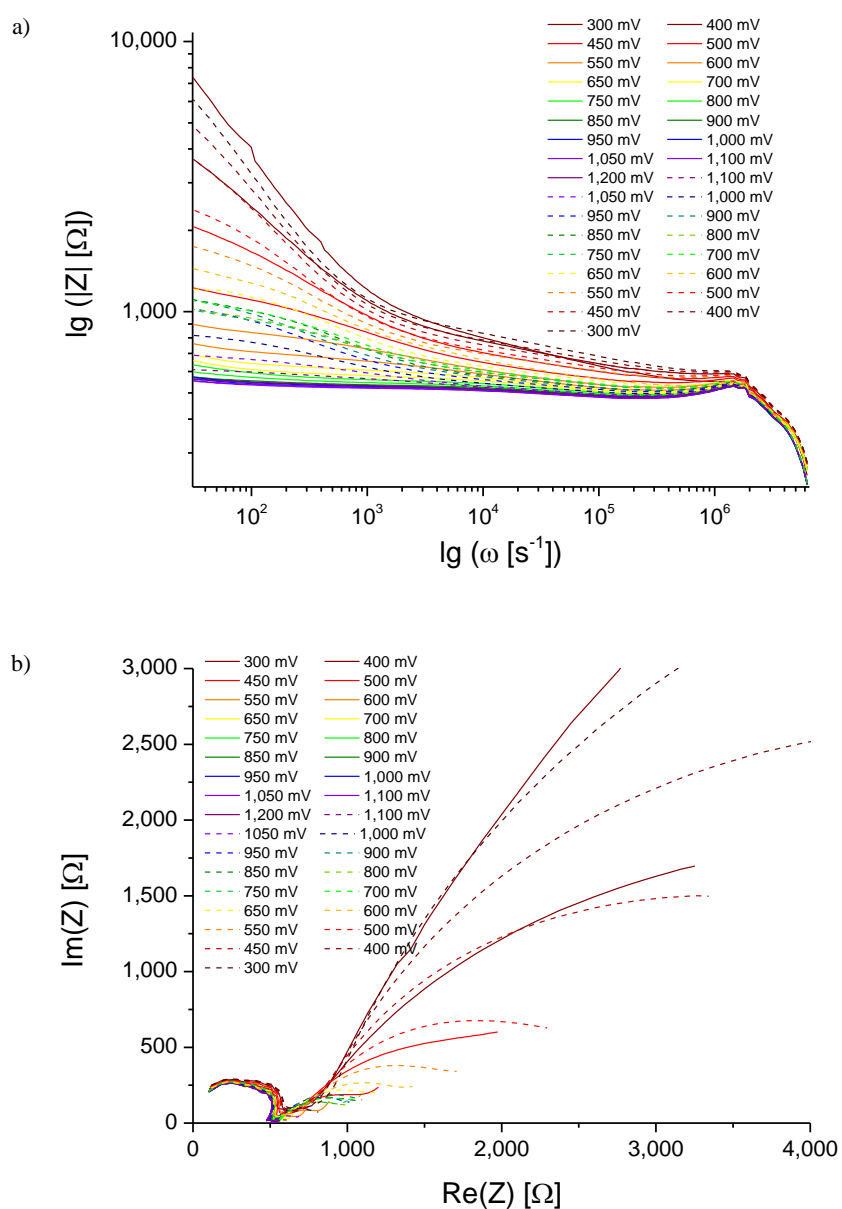 a)
10,000
1,000
lg (|Z| [Ω])
300 mV 400 mV
450 mV 500 mV
550 mV 600 mV
650 mV 700 mV
750 mV 800 mV
850 mV 900 mV
950 mV 1,000 mV
1,050 mV 1,100 mV
1,200 mV 1,100 mV
1,050 mV 1,000 mV
950 mV 900 mV
850 mV 800 mV
750 mV 700 mV
650 mV 600 mV
550 mV 500 mV
450 mV 400 mV
300 mV
10² 10³ 10⁴ 10⁵ 10⁶
lg (ω [s⁻¹])
b)
3,000
2,500
2,000
1,500
1,000
500
0
Im(Z) [Ω]
300 mV 400 mV
450 mV 500 mV
550 mV 600 mV
650 mV 700 mV
750 mV 800 mV
850 mV 900 mV
950 mV 1,000 mV
1,050 mV 1,100 mV
1,200 mV 1,100 mV
1050 mV 1,000 mV
950 mV 900 mV
850 mV 800 mV
750 mV 700 mV
650 mV 600 mV
550 mV 500 mV
450 mV 400 mV
300 mV
0 1,000 2,000 3,000 4,000
Re(Z) [Ω]